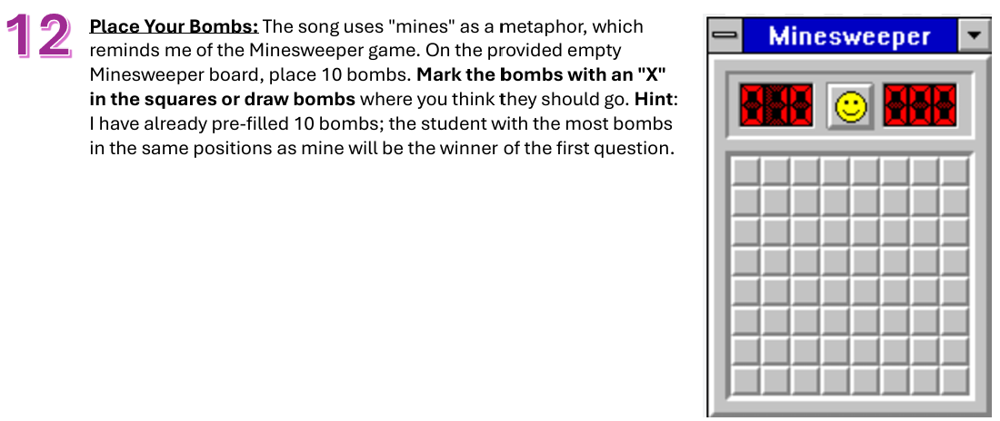 12
Place Your Bombs: The song uses "mines" as a metaphor, which
reminds me of the Minesweeper game. On the provided empty
Minesweeper board, place 10 bombs. Mark the bombs with an "X"
in the squares or draw bombs where you think they should go. Hint:
I have already pre-filled 10 bombs; the student with the most bombs
in the same positions as mine will be the winner of the first question.
Minesweeper